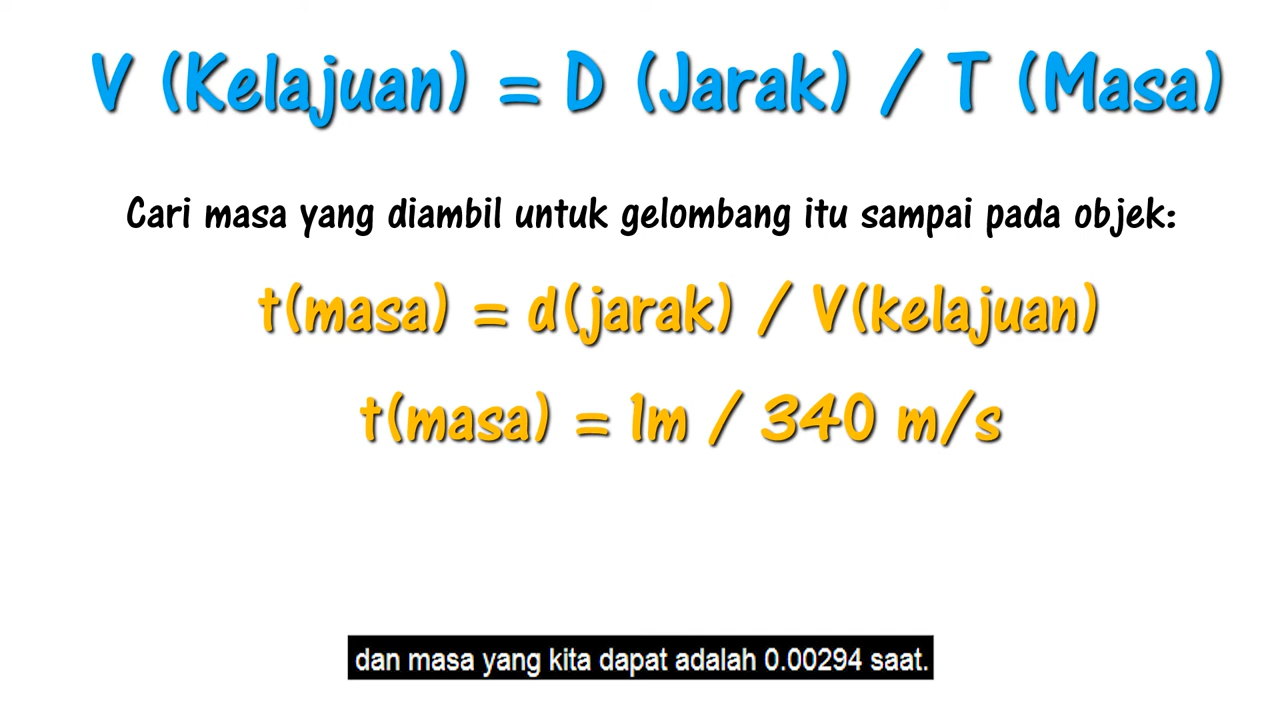 V (Kelajuan) = D (Jarak) / T (Masa)
Cari masa yang diambil untuk gelombang itu sampai pada objek:
t(masa) = d(jarak) / V(kelajuan)
t(masa) = 1m / 340 m/s
dan masa yang kita dapat adalah 0.00294 saat.